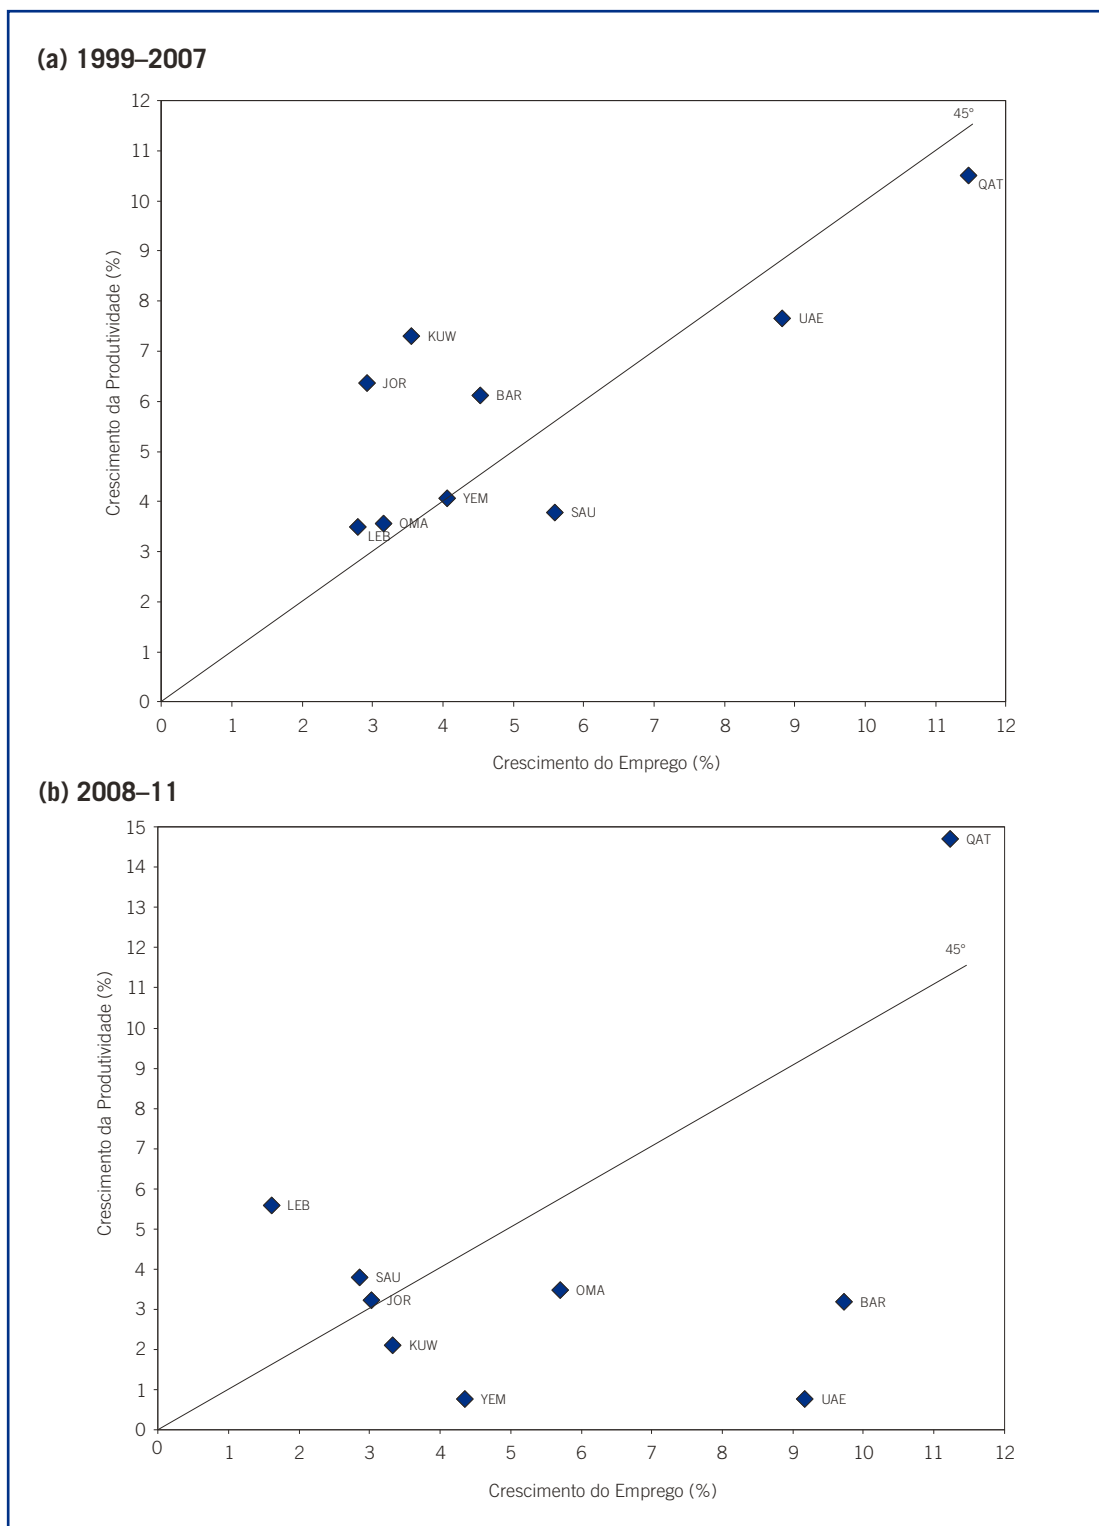 (a) 1999–2007
12
11
10
9
8
7
6
5
4
3
2
1
0
Crescimento da Produtividade (%)
45°
QAT
UAE
KUW
JOR
BAR
YEM
SAU
OMA
LEB
0 1 2 3 4 5 6 7 8 9 10 11 12
Crescimento do Emprego (%)
(b) 2008–11
15
14
13
12
11
10
9
8
7
6
5
4
3
2
1
0
Crescimento da Produtividade (%)
QAT
45°
LEB
SAU
JOR
OMA
BAR
KUW
YEM
UAE
0 1 2 3 4 5 6 7 8 9 10 11 12
Crescimento do Emprego (%)